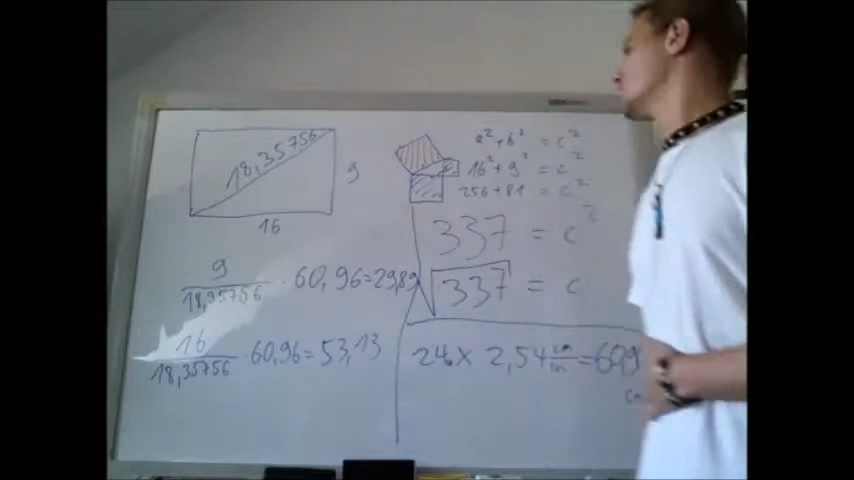 18,35756
9
16
9
18,35756 · 60,96=29,89
16
18,35756 · 60,96=53,13
a²+b² = c²
16²+9² = c²
256+81 = c²
337 = c²
√337 = c
24 x 2,54 cm/in =609